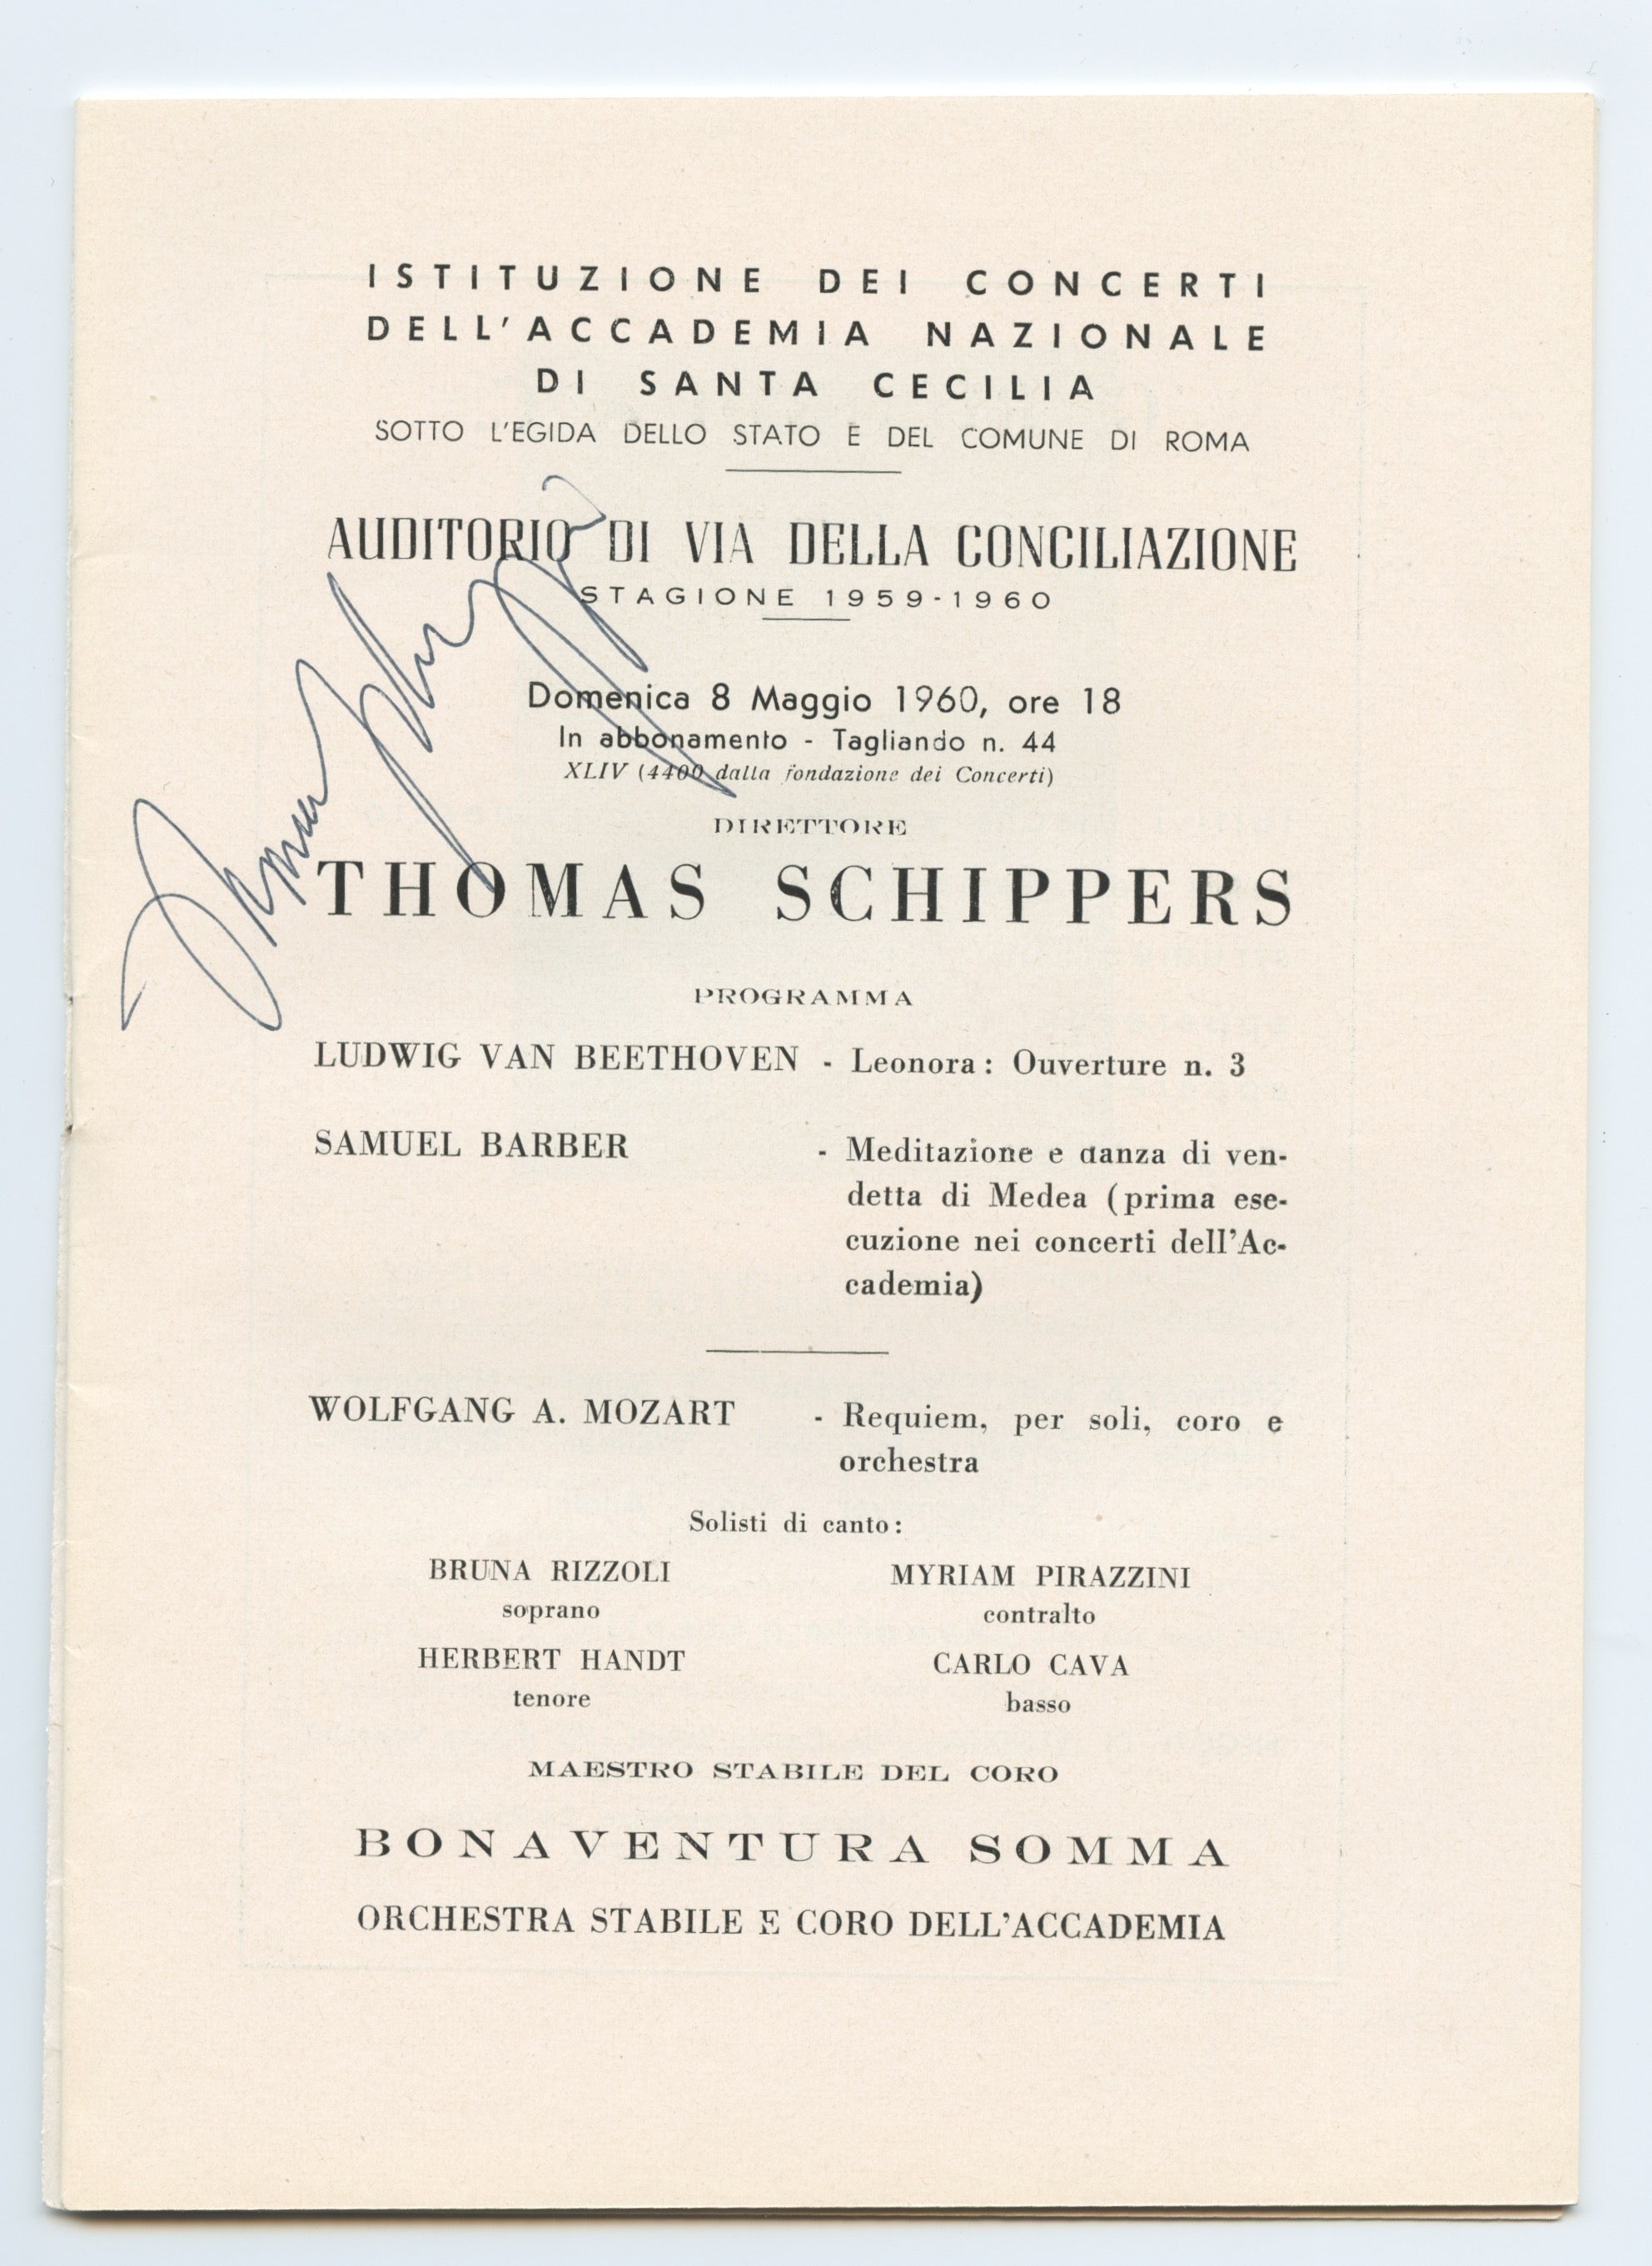 ISTITUZIONE DEI CONCERTI
DELL'ACCADEMIA NAZIONALE
DI SANTA CECILIA
SOTTO L'EGIDA DELLO STATO E DEL COMUNE DI ROMA
AUDITORIO DI VIA DELLA CONCILIAZIONE
STAGIONE 1959-1960
Domenica 8 Maggio 1960, ore 18
In abbonamento - Tagliando n. 44
XLIV (4400 dalla fondazione dei Concerti)
DIRETTORE
THOMAS SCHIPPERS
PROGRAMMA
LUDWIG VAN BEETHOVEN - Leonora: Ouverture n. 3
SAMUEL BARBER - Meditazione e danza di ven-
detta di Medea (prima ese-
cuzione nei concerti dell'Ac-
cademia)
WOLFGANG A. MOZART - Requiem, per soli, coro e
orchestra
Solisti di canto:
BRUNA RIZZOLI MYRIAM PIRAZZINI
soprano contralto
HERBERT HANDT CARLO CAVA
tenore basso
MAESTRO STABILE DEL CORO
BONAVENTURA SOMMA
ORCHESTRA STABILE E CORO DELL'ACCADEMIA